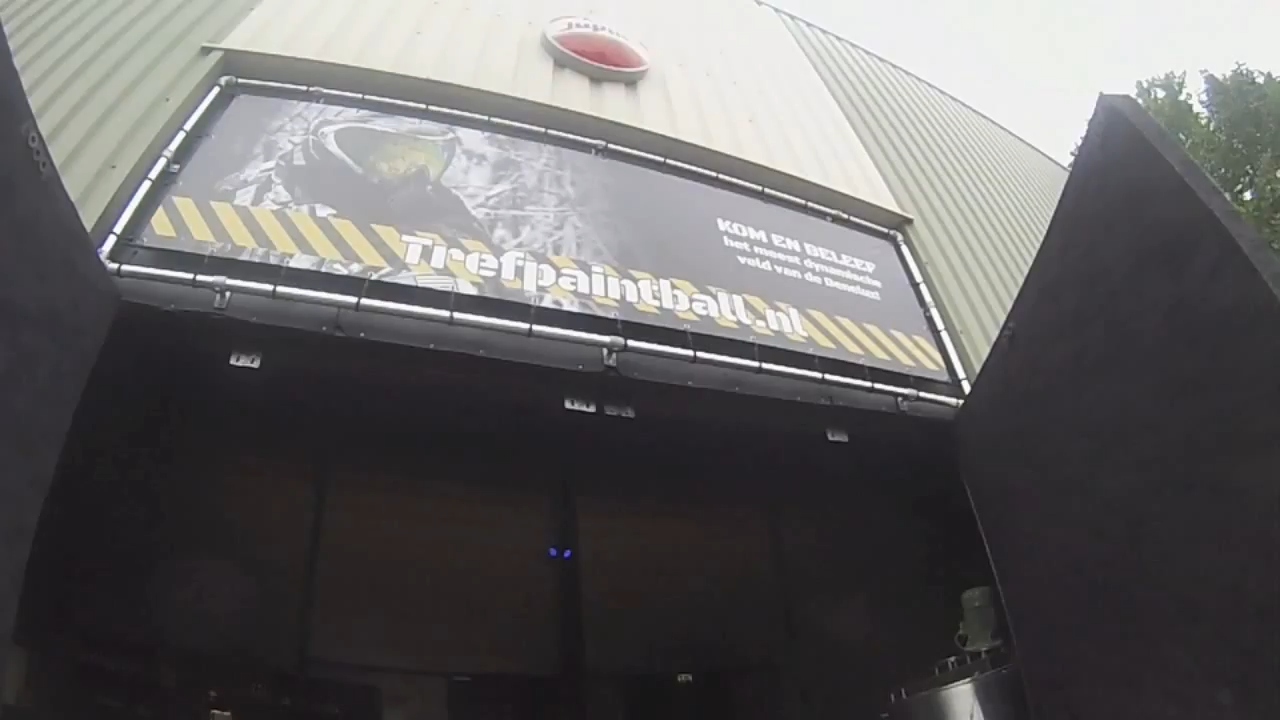 KOM EN BELEEF
het meest dynamische
veld van de Benelux!
Trefpaintball.nl